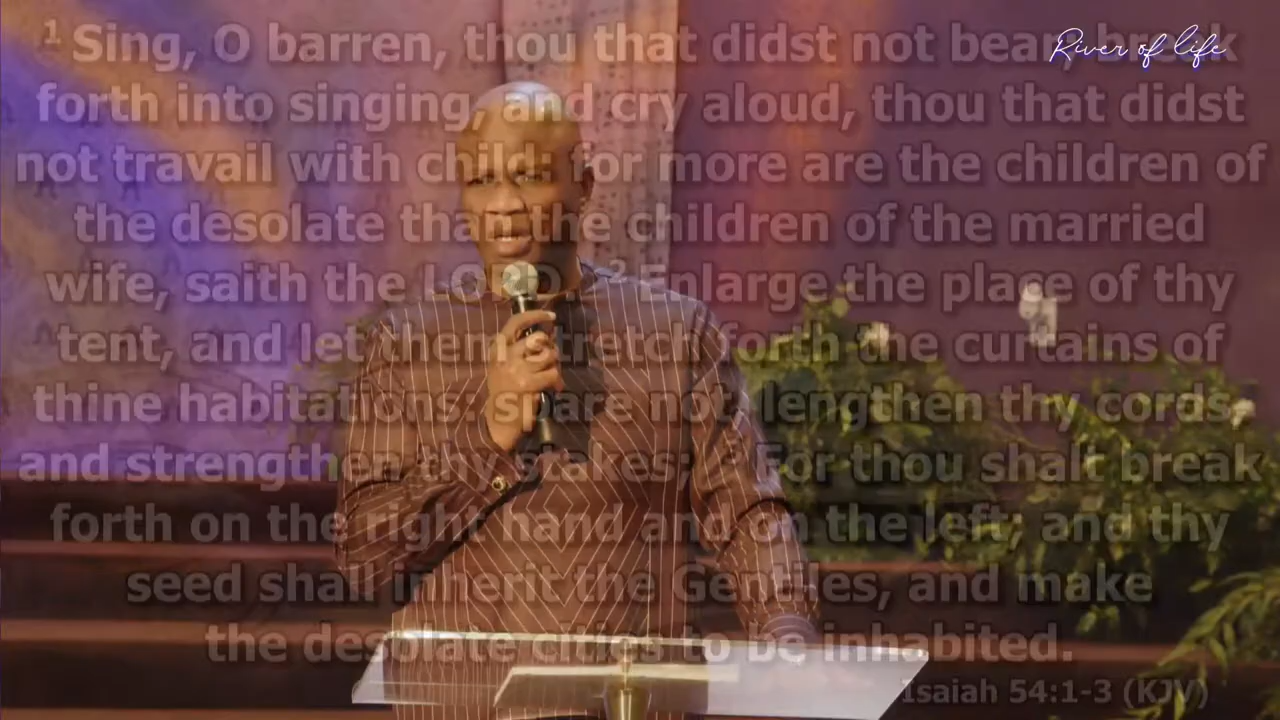 ¹ Sing, O barren, thou that didst not bear; break
River of life
forth into singing, and cry aloud, thou that didst
not travail with child: for more are the children of
the desolate than the children of the married
wife, saith the LORD. ² Enlarge the place of thy
tent, and let them stretch forth the curtains of
thine habitations: spare not, lengthen thy cords,
and strengthen thy stakes; ³ For thou shalt break
forth on the right hand and on the left; and thy
seed shall inherit the Gentiles, and make
the desolate cities to be inhabited.
Isaiah 54:1-3 (KJV)